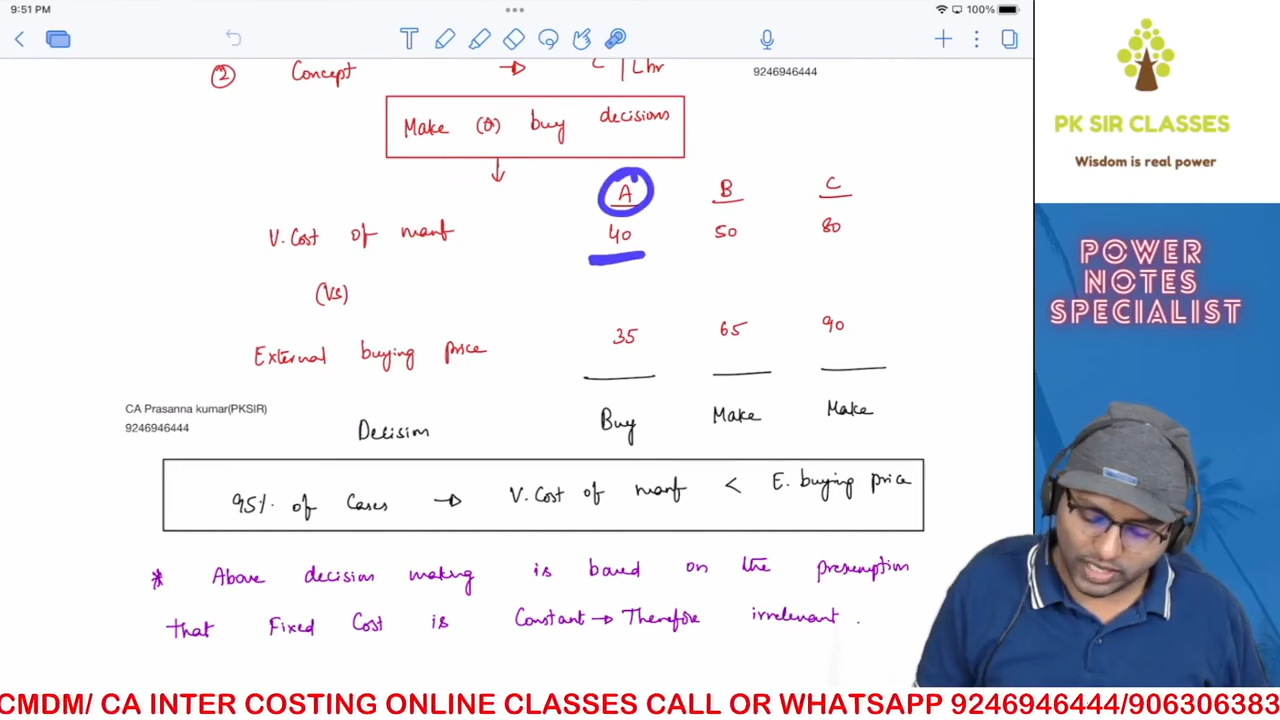 9:51 PM
100%
② Concept → C / Lhr
9246946444
Make (or) buy decisions
A B C
V.Cost of manf 40 50 80
(Vs)
External buying price 35 65 90
CA Prasanna kumar(PKSIR)
9246946444
Decision Buy Make Make
95% of Cases → V.Cost of manf < E. buying price
* Above decision making is based on the presumption
that Fixed Cost is Constant → Therefore irrelevant.
PK SIR CLASSES
Wisdom is real power
POWER
NOTES
SPECIALIST
CMDM/ CA INTER COSTING ONLINE CLASSES CALL OR WHATSAPP 9246946444/906306383